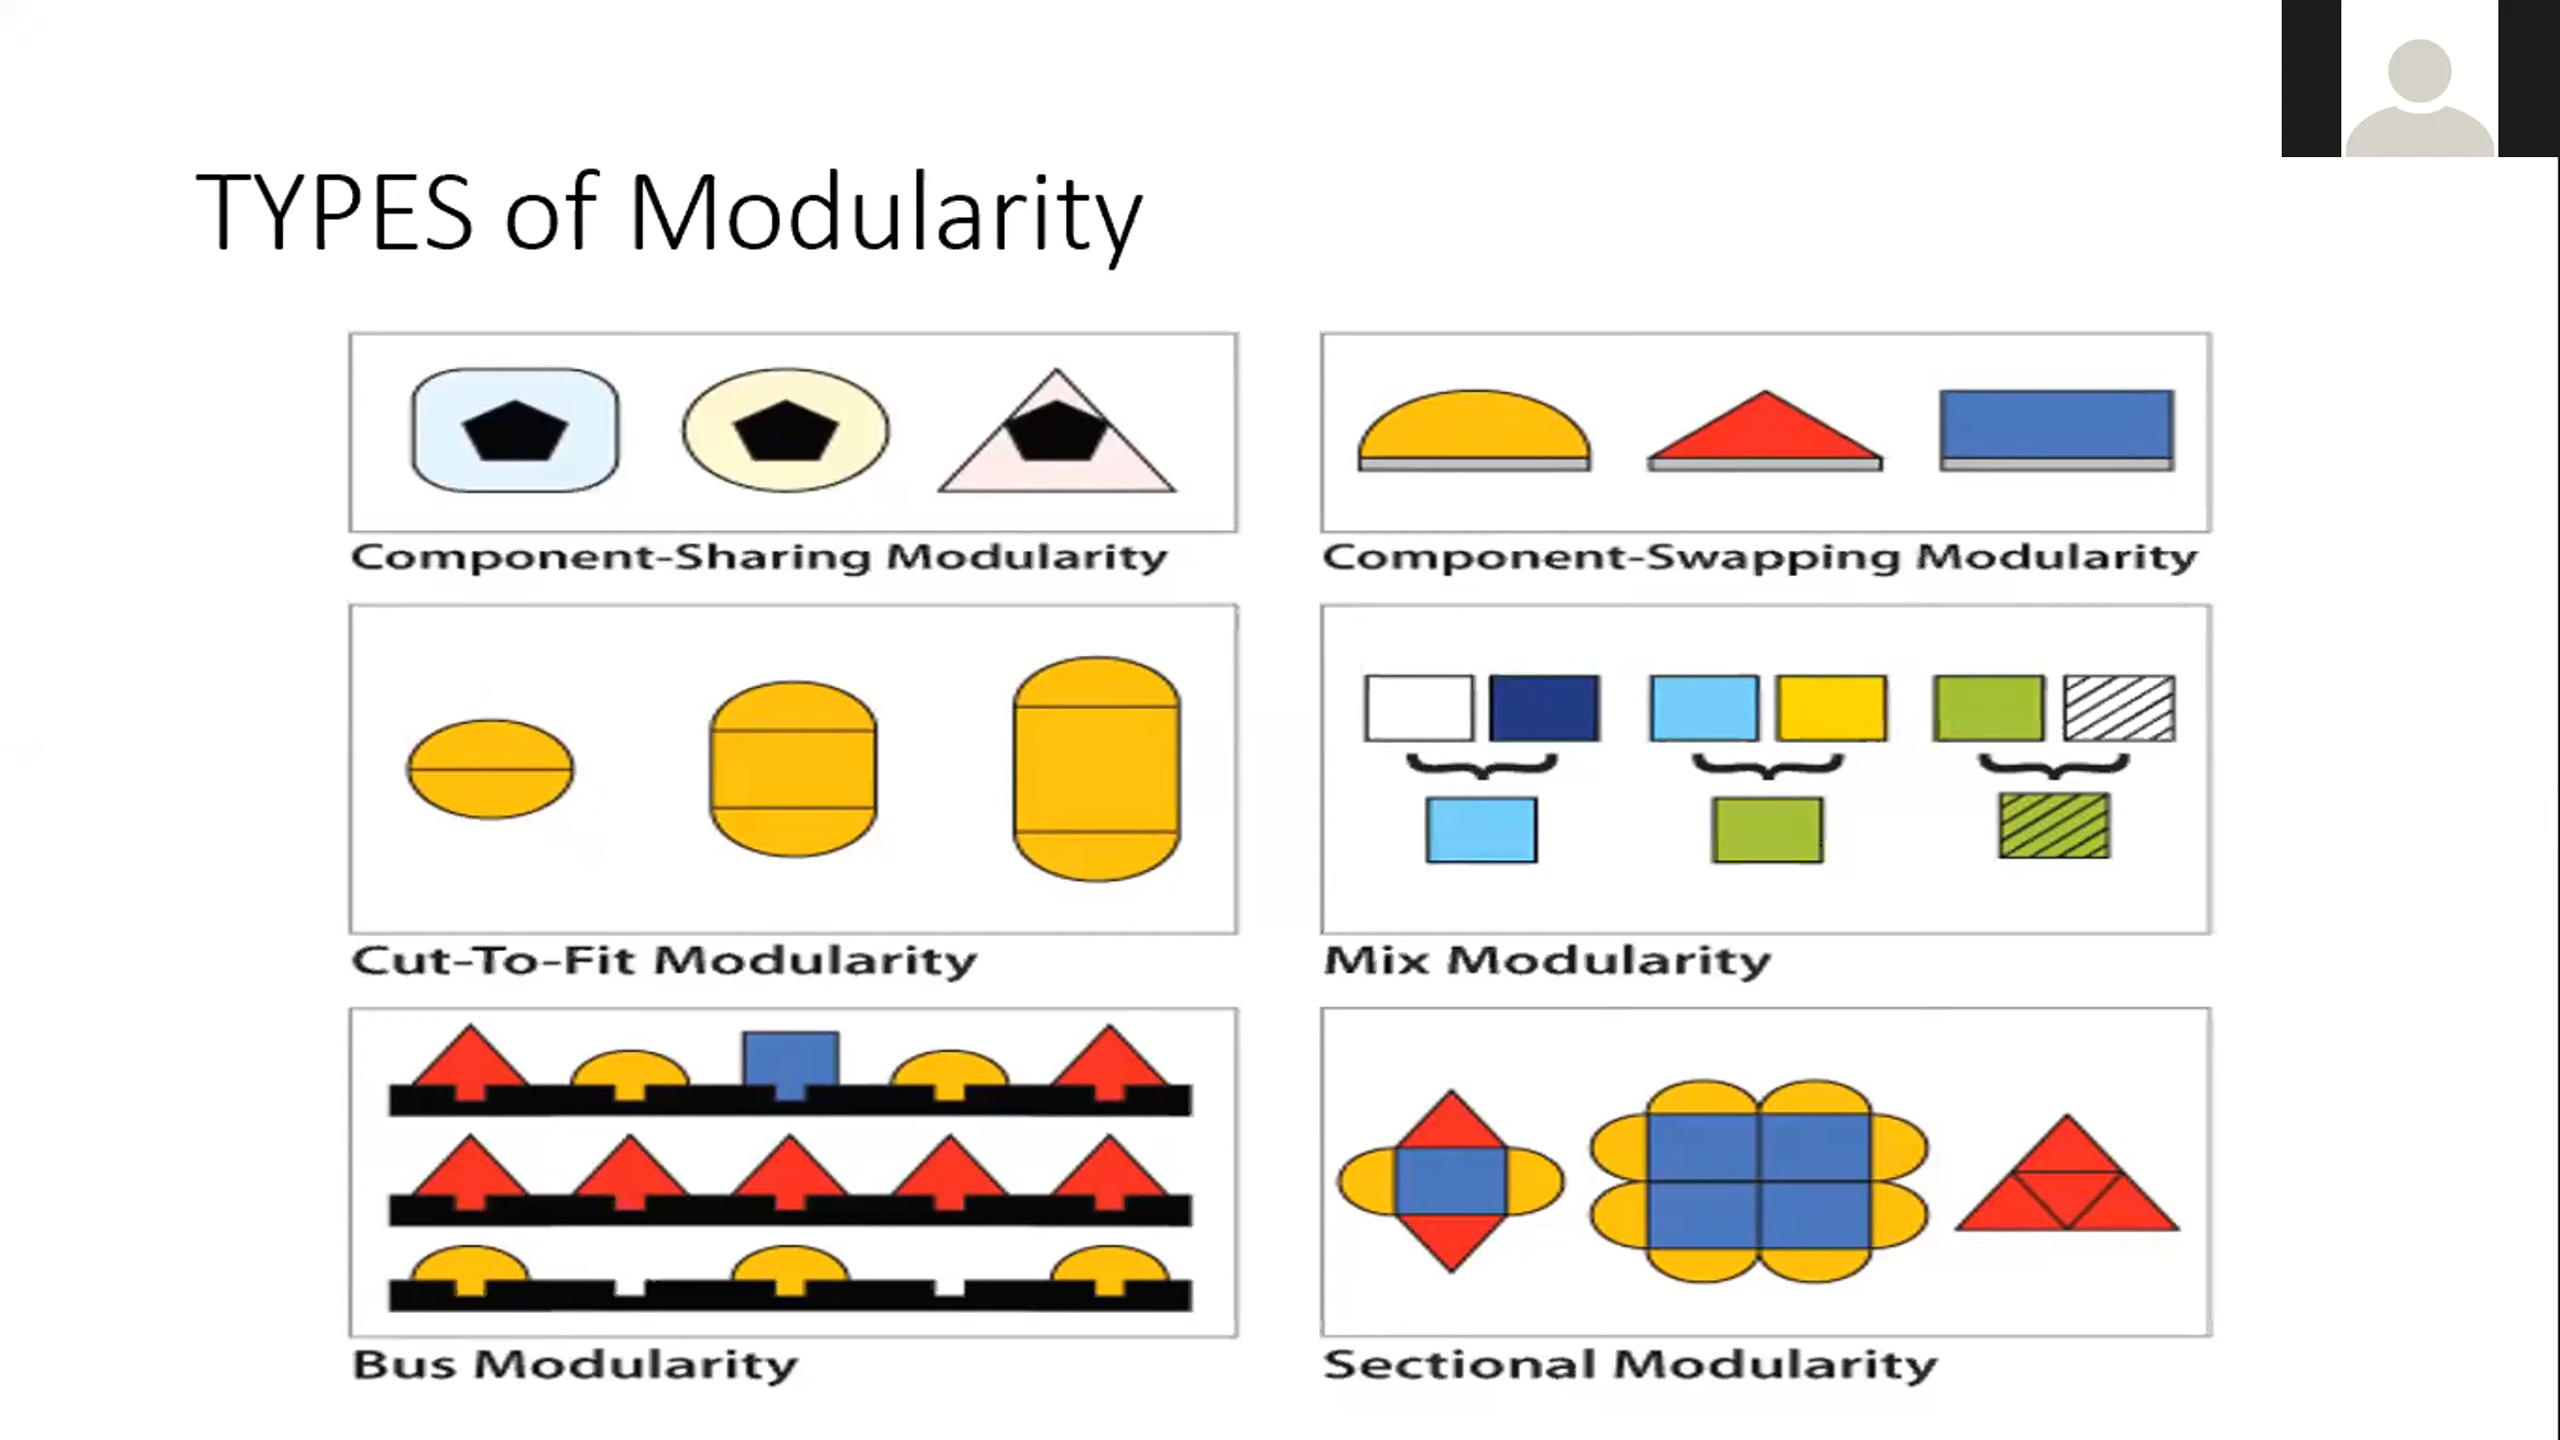 TYPES of Modularity
Component-Sharing Modularity
Component-Swapping Modularity
Cut-To-Fit Modularity
Mix Modularity
Bus Modularity
Sectional Modularity